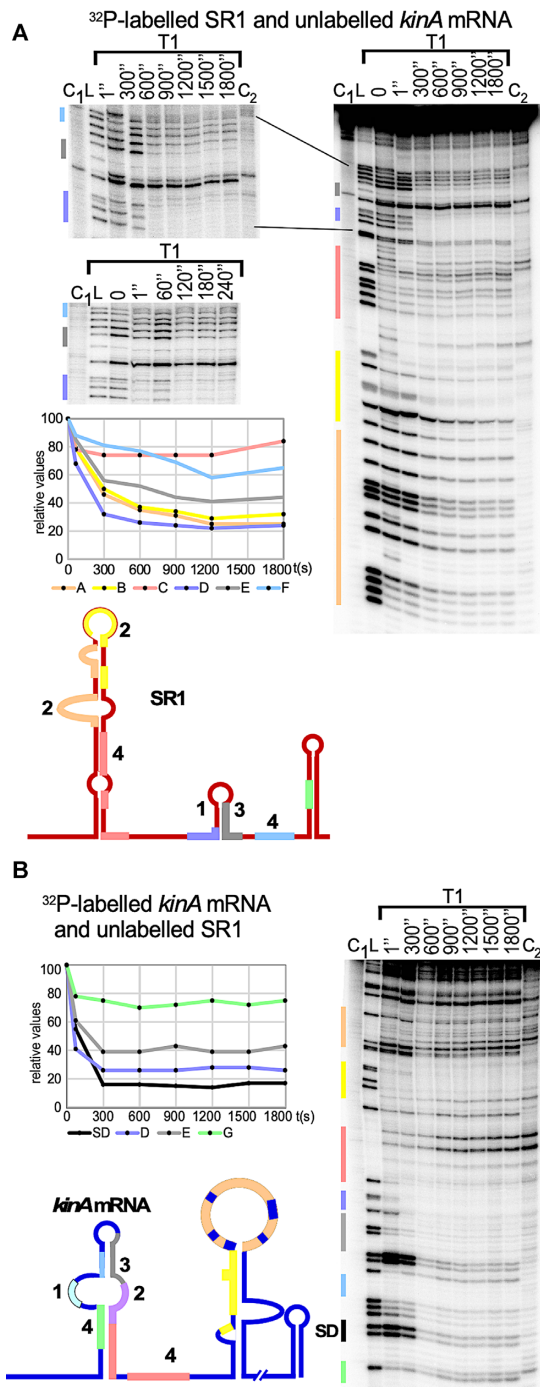 ³²P-labelled SR1 and unlabelled kinA mRNA
A
T1
C₁ L 1" 300" 600" 900" 1200" 1500" 1800" C₂
T1
C₁ L 0 1" 300" 600" 900" 1200" 1800" C₂
T1
C₁ L 0 1" 60" 120" 180" 240"
100
80
60
40
20
relative values
0 300 600 900 1200 1500 1800 t(s)
A B C D E F
2
2
SR1
4
1 3 4
B
³²P-labelled kinA mRNA
and unlabelled SR1
T1
C₁ L 1" 300" 600" 900" 1200" 1500" 1800" C₂
100
80
60
40
20
0
relative values
0 300 600 900 1200 1500 1800 t(s)
SD D E G
kinA mRNA
3
1 2
4
4
SD